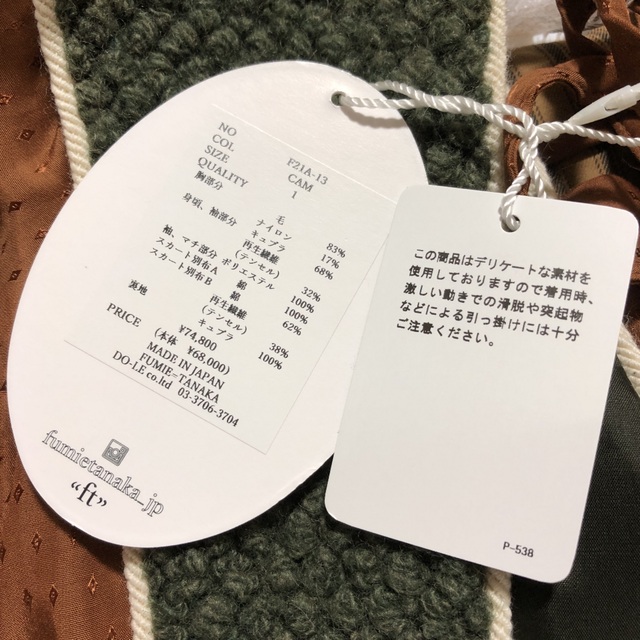 NO F21A-13
COL CAM
SIZE 1
QUALITY
胸部分 毛 83%
ナイロン 17%
身頃、袖部分 キュプラ 68%
再生繊維
(テンセル) 32%
袖、マチ部分 ポリエステル 100%
スカート別布A 綿 100%
スカート別布B 綿 62%
再生繊維
(テンセル) 38%
裏地 キュプラ 100%
PRICE ¥74,800
(本体 ¥68,000)
MADE IN JAPAN
FUMIE=TANAKA
DO-LE co.ltd 03-3706-3704
fumietanaka_jp
"ft"
この商品はデリケートな素材を
使用しておりますので着用時、
激しい動きでの滑脱や突起物
などによる引っ掛けには十分
ご注意ください。
P-538